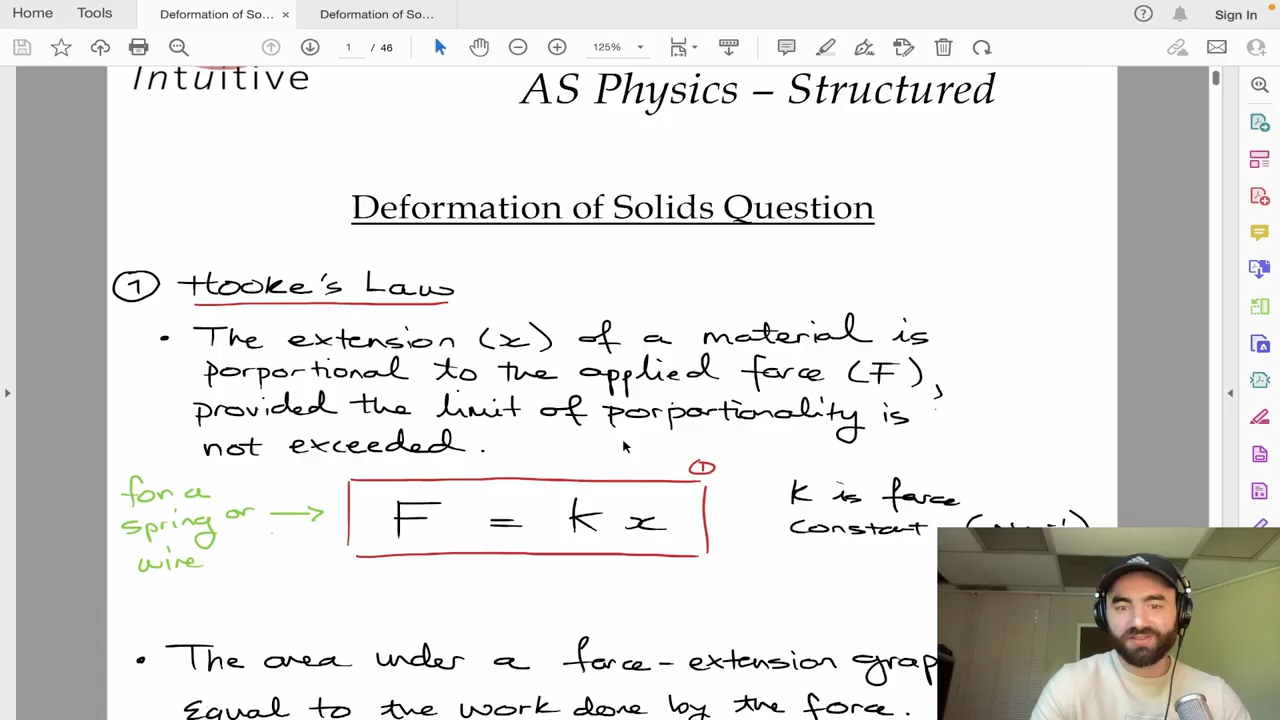 Home Tools Deformation of So... × Deformation of So... Sign In
1 / 46 125%
Intuitive
AS Physics – Structured
Deformation of Solids Question
1 Hooke's Law
• The extension (x) of a material is
porportional to the applied force (F),
provided the limit of porportionality is
not exceeded.
1
for a
spring or →
wire
F = k x
K is force
constant
• The area under a force-extension grap
equal to the work done by the force.